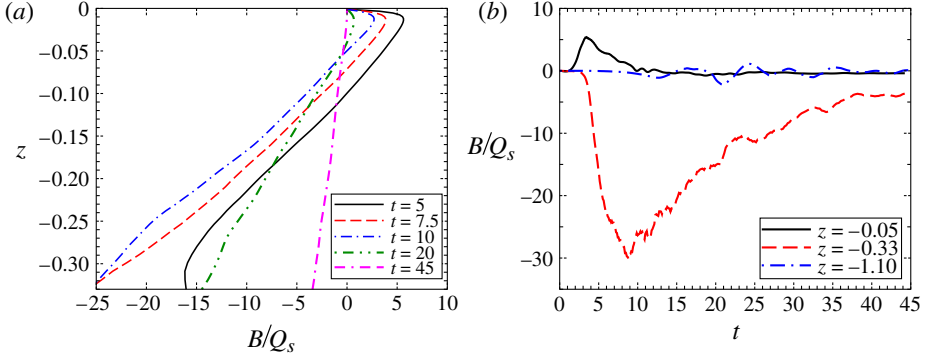 (a)
0
−0.05
−0.10
−0.15
−0.20
−0.25
−0.30
z
t = 5
t = 7.5
t = 10
t = 20
t = 45
−25 −20 −15 −10 −5 0 5 10
B/Qs
(b)
10
0
−10
−20
−30
B/Qs
z = −0.05
z = −0.33
z = −1.10
0 5 10 15 20 25 30 35 40 45
t